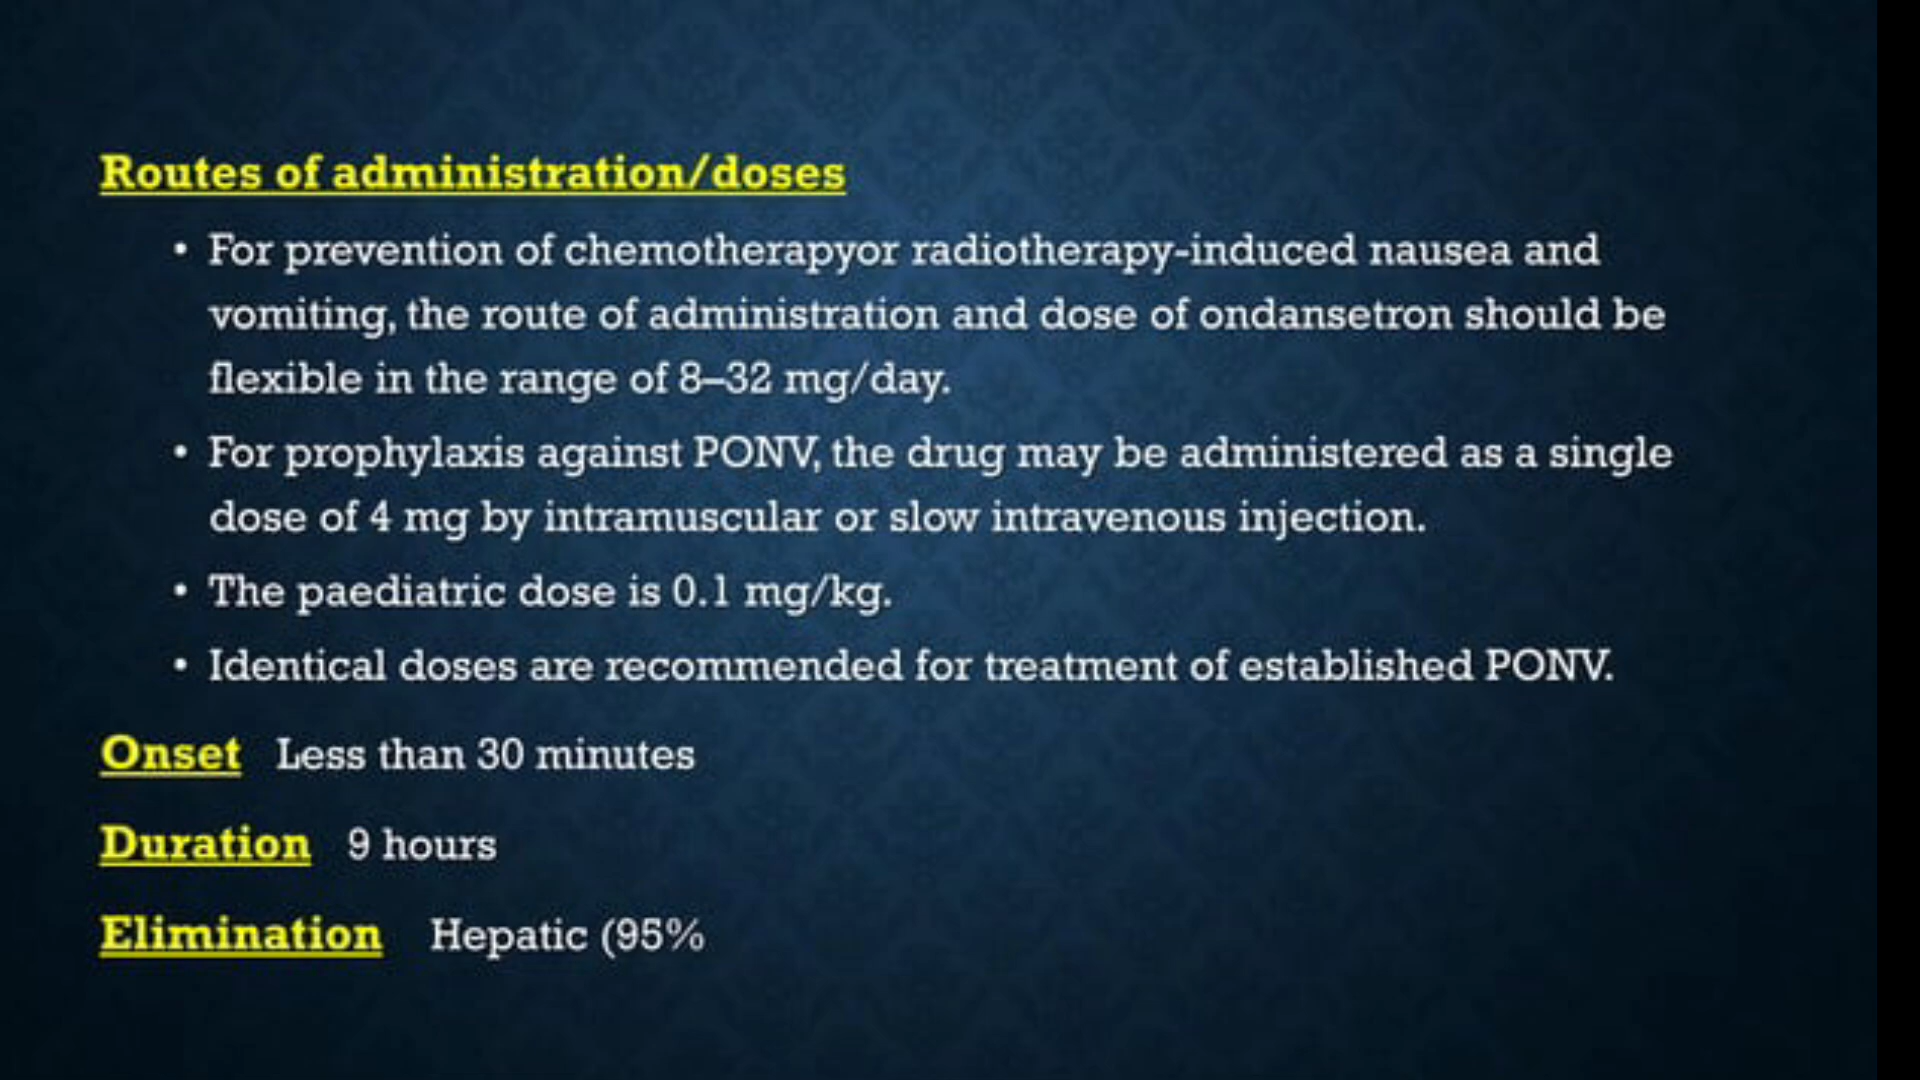 Routes of administration/doses
• For prevention of chemotherapyor radiotherapy-induced nausea and
vomiting, the route of administration and dose of ondansetron should be
flexible in the range of 8–32 mg/day.
• For prophylaxis against PONV, the drug may be administered as a single
dose of 4 mg by intramuscular or slow intravenous injection.
• The paediatric dose is 0.1 mg/kg.
• Identical doses are recommended for treatment of established PONV.
Onset Less than 30 minutes
Duration 9 hours
Elimination Hepatic (95%